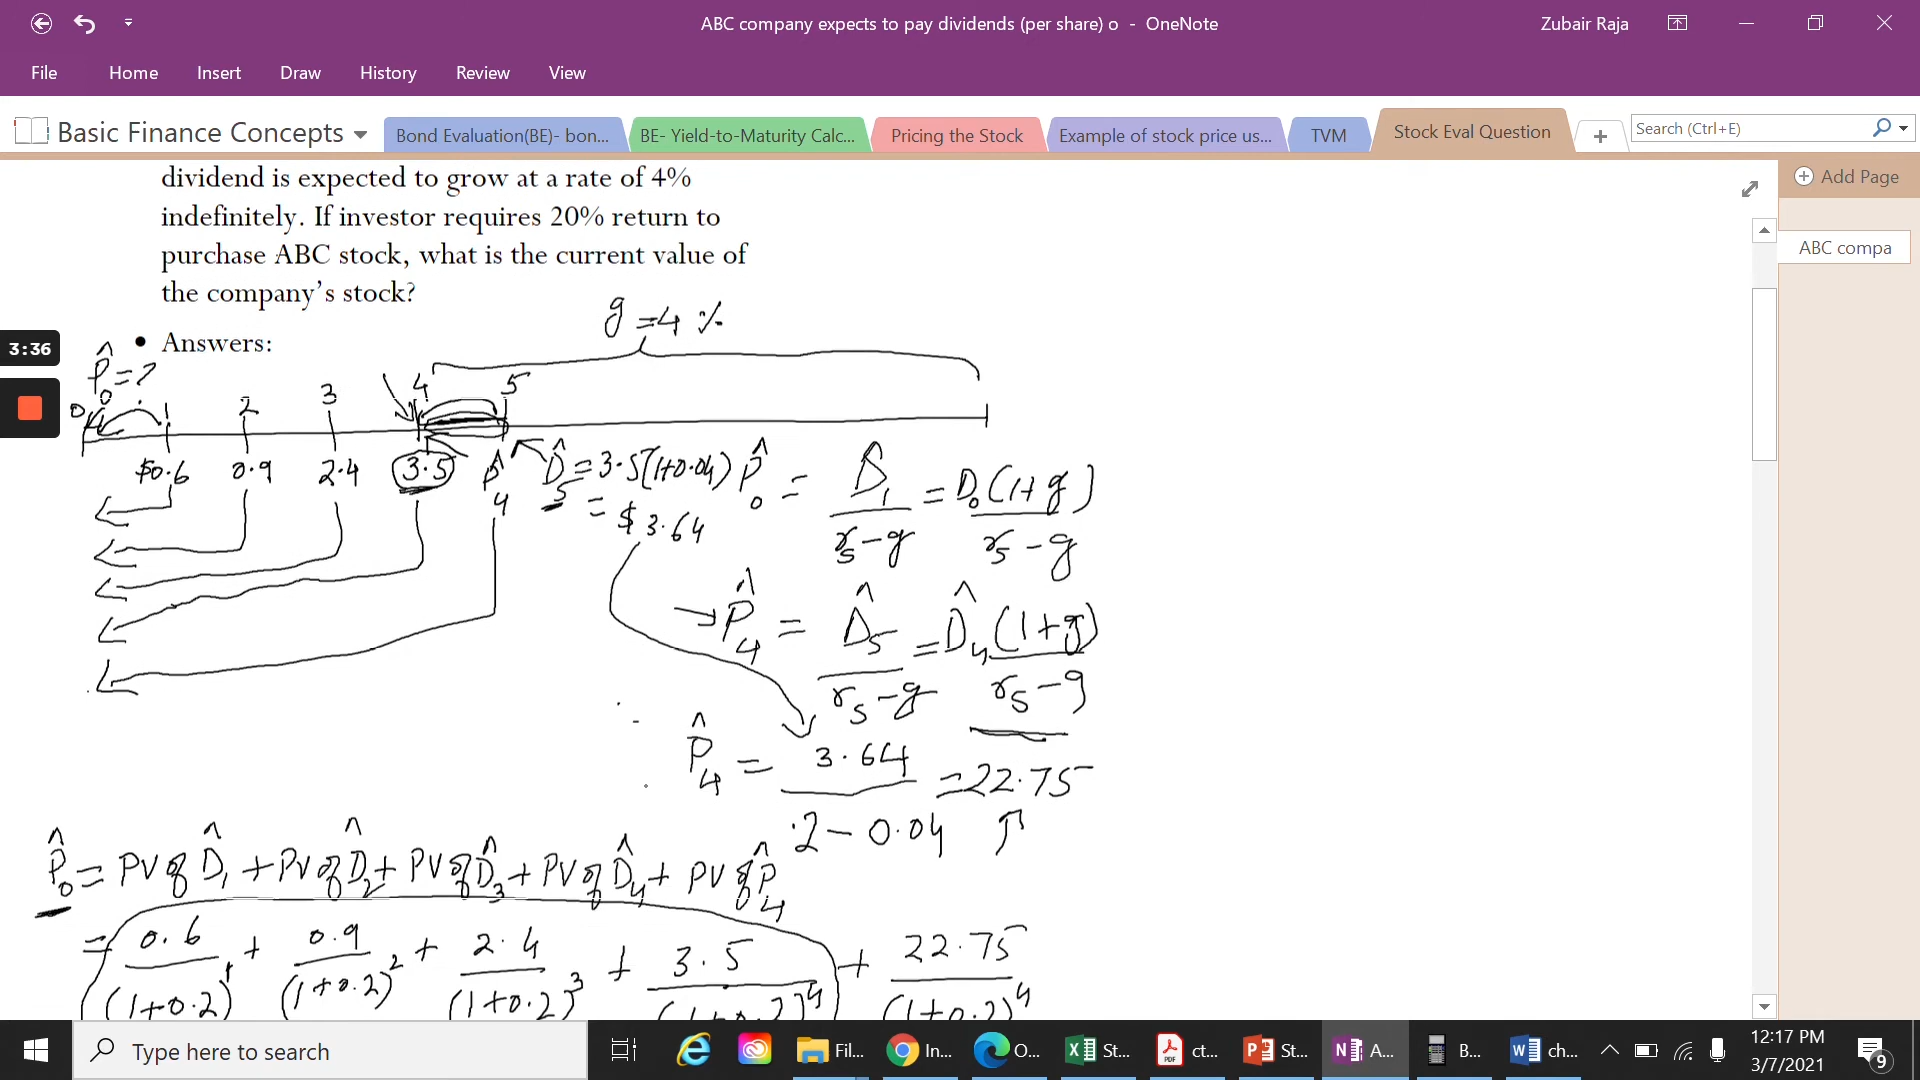 ABC company expects to pay dividends (per share) o - OneNote
Zubair Raja
File Home Insert Draw History Review View
Basic Finance Concepts
Bond Evaluation(BE)- bon...
BE- Yield-to-Maturity Calc...
Pricing the Stock
Example of stock price us...
TVM
Stock Eval Question
+
Search (Ctrl+E)
Add Page
ABC compa
dividend is expected to grow at a rate of 4%
indefinitely. If investor requires 20% return to
purchase ABC stock, what is the current value of
the company's stock?
g = 4 %
3:36
• Answers:
P̂₀ = ?
0 1 2 3 4 5
$0.6 0.9 2.4 3.5 P̂₄
D̂₅ = 3.5(1+0.04)
= $3.64
P̂₀ = D̂₁/(rₛ-g) = D₀(1+g)/(rₛ-g)
P̂₄ = D̂₅/(rₛ-g) = D̂₄(1+g)/(rₛ-g)
P̂₄ = 3.64/(.2-0.04) = 22.75
P̂₀ = PV of D̂₁ + PV of D̂₂ + PV of D̂₃ + PV of D̂₄ + PV of P̂₄
= 0.6/(1+0.2)¹ + 0.9/(1+0.2)² + 2.4/(1+0.2)³ + 3.5/(1+0.2)⁴ + 22.75/(1+0.2)⁴
Type here to search
Fil...
In...
O...
St...
ct...
St...
A...
B...
ch...
12:17 PM
3/7/2021
9